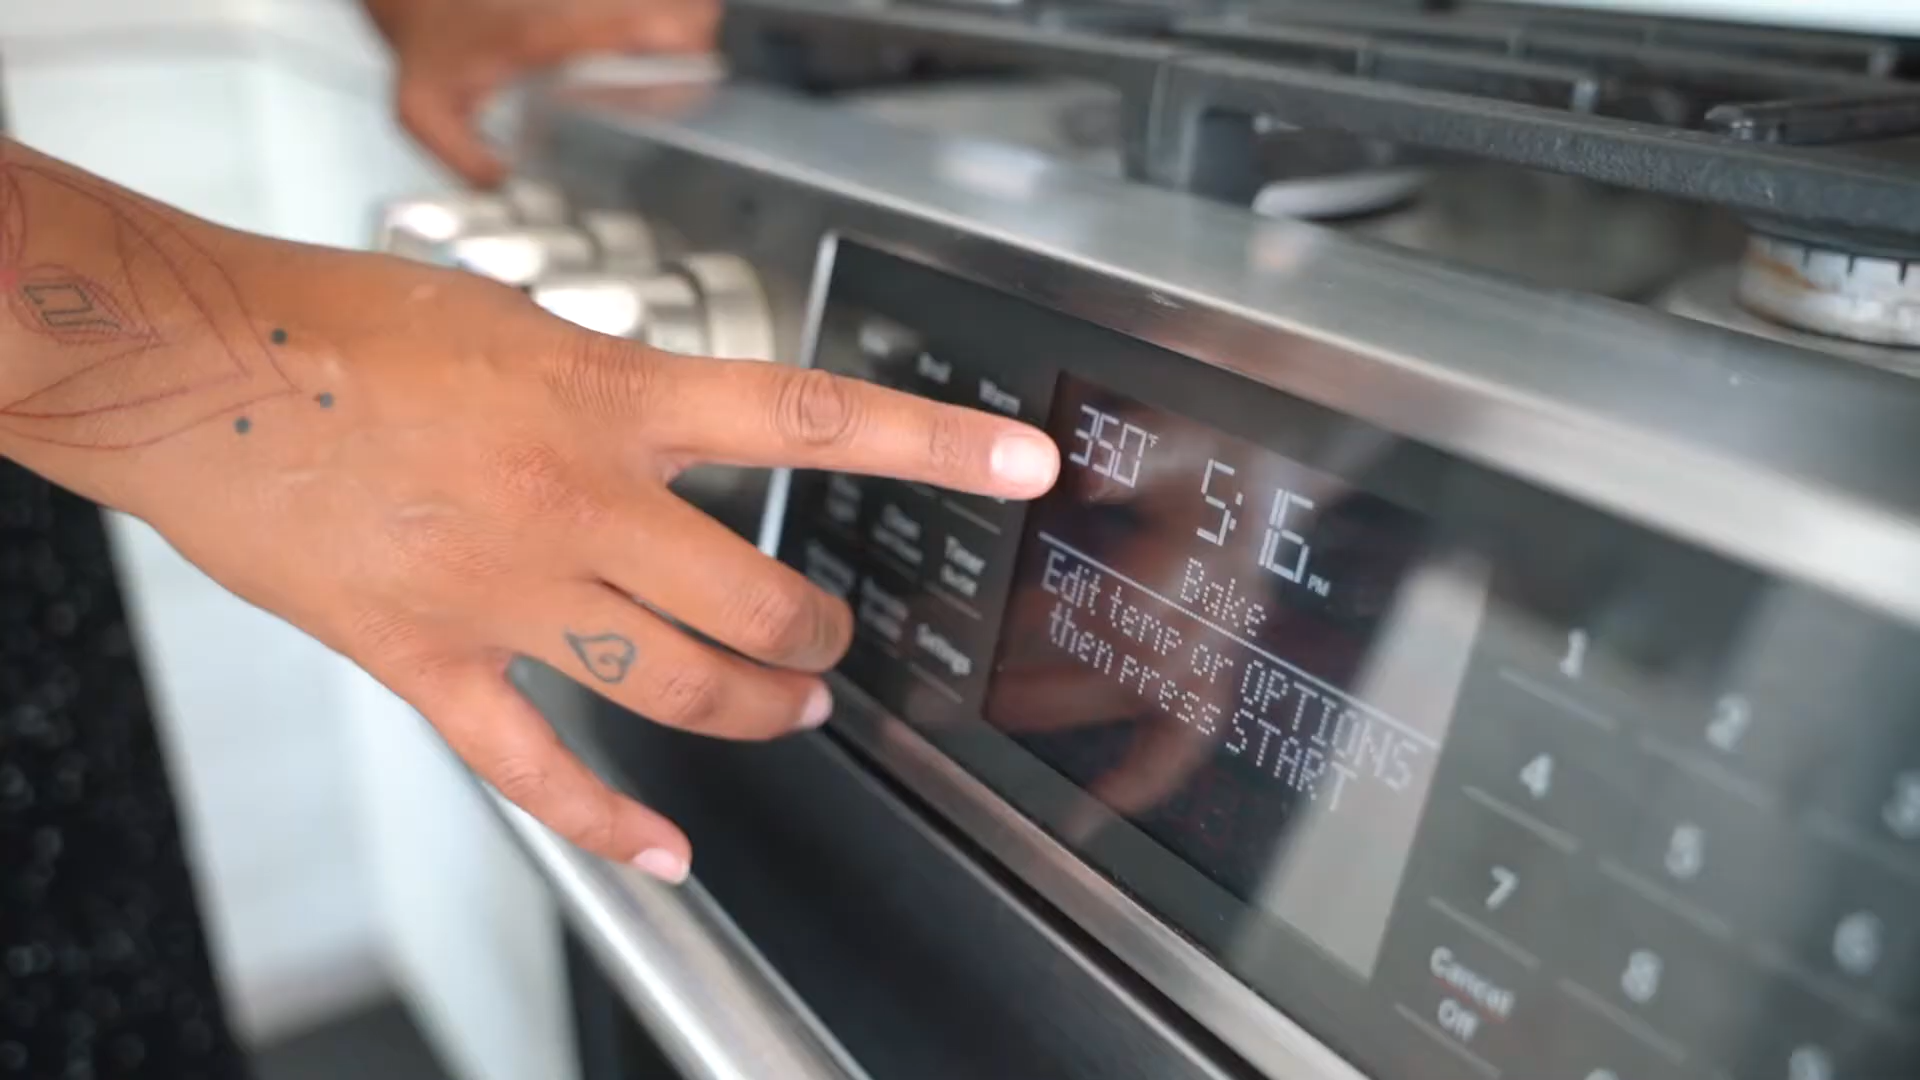 Warm
350°F
5:16 PM
Bake
Edit temp or OPTIONS
then press START
Timer
Settings
1
2
3
4
5
6
7
8
Cancel
Off